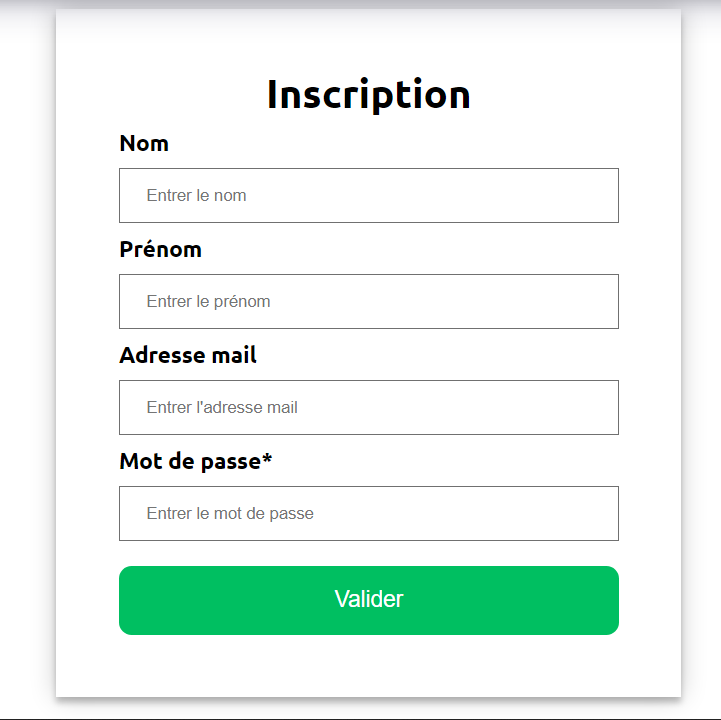 Inscription
Nom
Entrer le nom
Prénom
Entrer le prénom
Adresse mail
Entrer l'adresse mail
Mot de passe*
Entrer le mot de passe
Valider